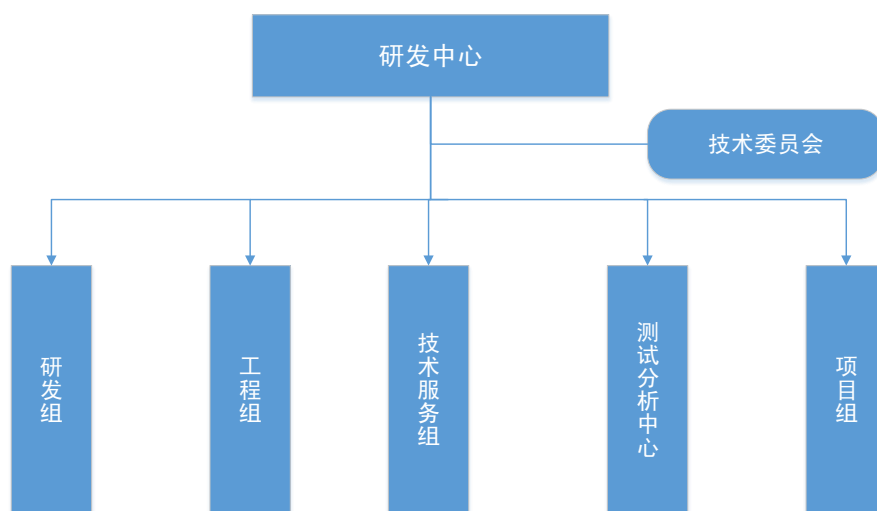 研发中心
技术委员会
研发组
工程组
技术服务组
测试分析中心
项目组